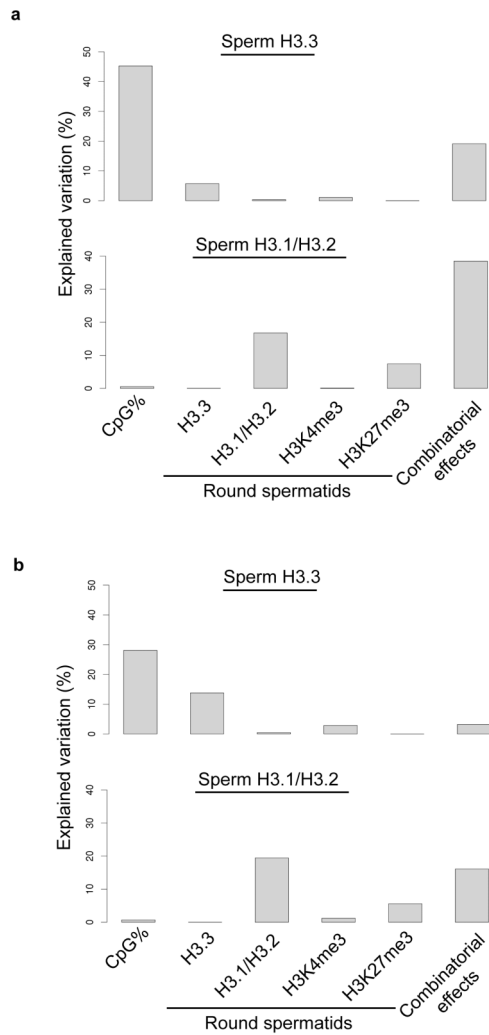 a
Sperm H3.3
Explained variation (%)
0 10 20 30 40 50
Sperm H3.1/H3.2
0 10 20 30 40
CpG%
H3.3
H3.1/H3.2
H3K4me3
H3K27me3
Combinatorial
effects
Round spermatids
b
Sperm H3.3
Explained variation (%)
0 10 20 30 40 50
Sperm H3.1/H3.2
0 10 20 30 40
CpG%
H3.3
H3.1/H3.2
H3K4me3
H3K27me3
Combinatorial
effects
Round spermatids